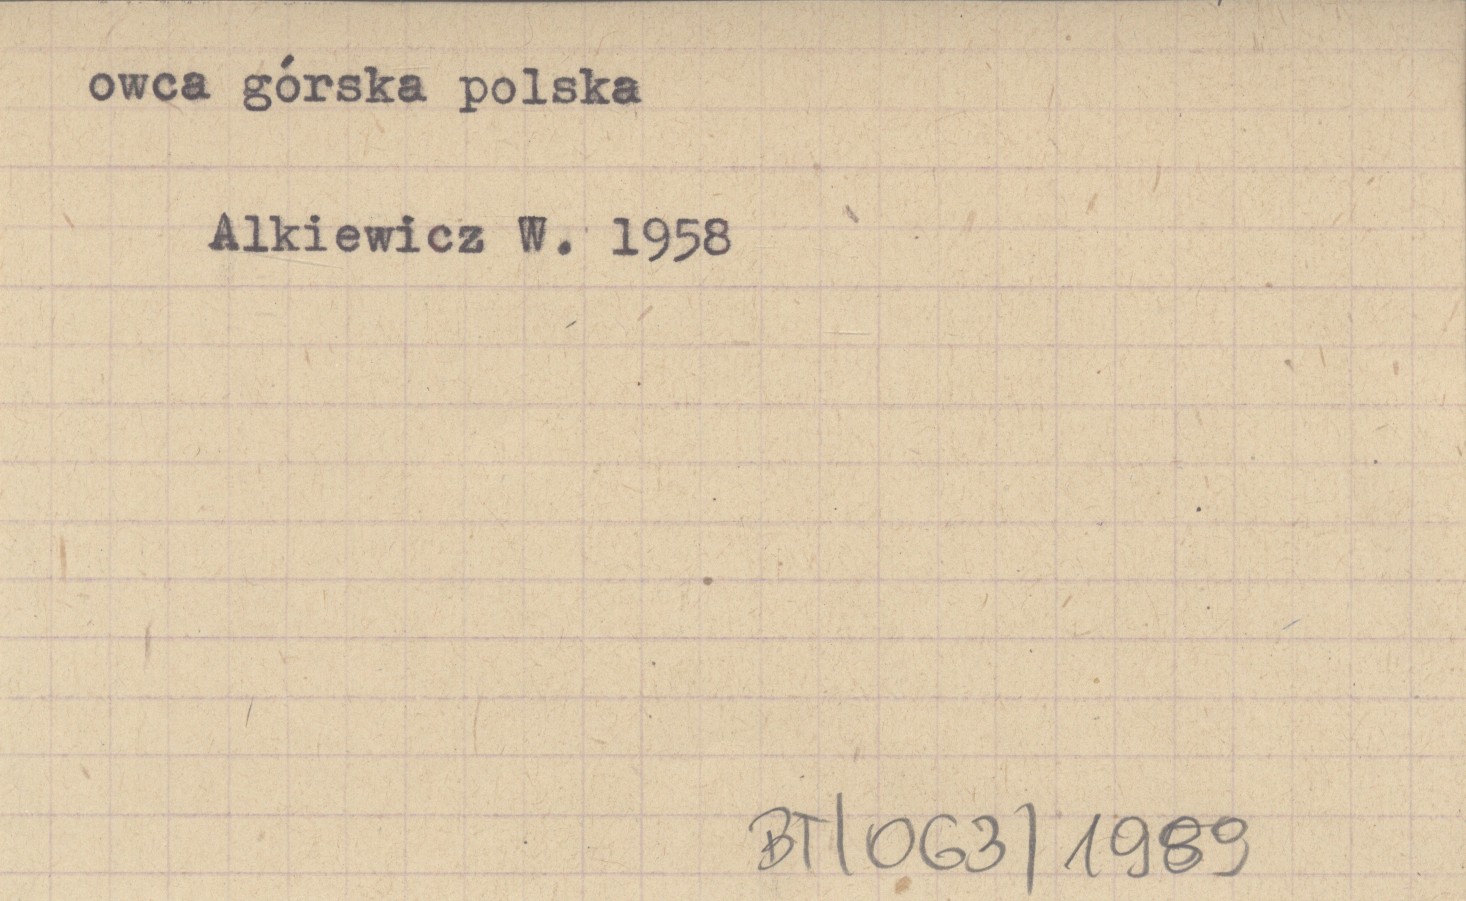 owca górska polska
Alkiewicz W. 1958
BT/063/1989